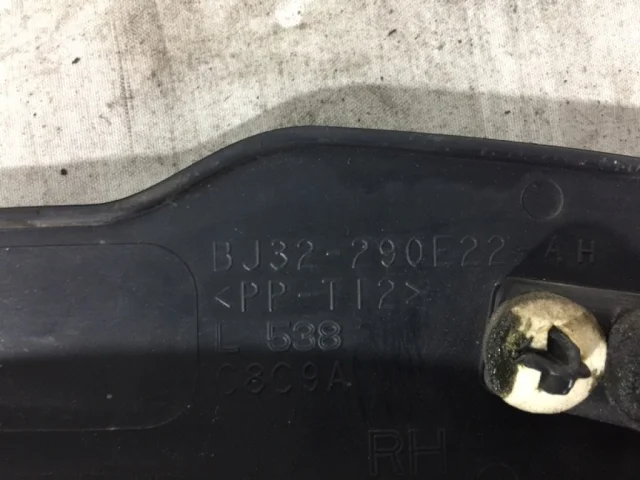 BJ32-290E22-AH
<PP-T12>
L 538
C8C9A
RH